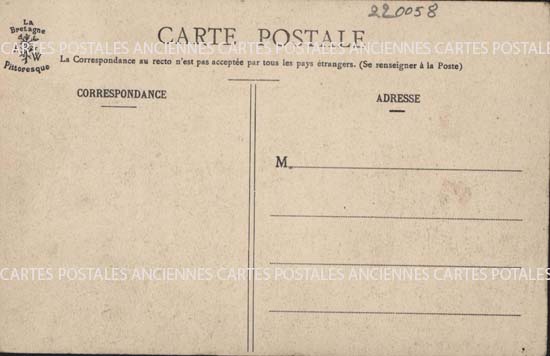 220058
La
Bretagne
Pittoresque
W
CARTE POSTALE
CARTES POSTALES ANCIENNES CARTES POSTALES ANCIENNES CARTES POSTALES
La Correspondance au recto n'est pas acceptée par tous les pays étrangers. (Se renseigner à la Poste)
CORRESPONDANCE
ADRESSE
M.
CARTES POSTALES ANCIENNES CARTES POSTALES ANCIENNES CARTES POSTALES